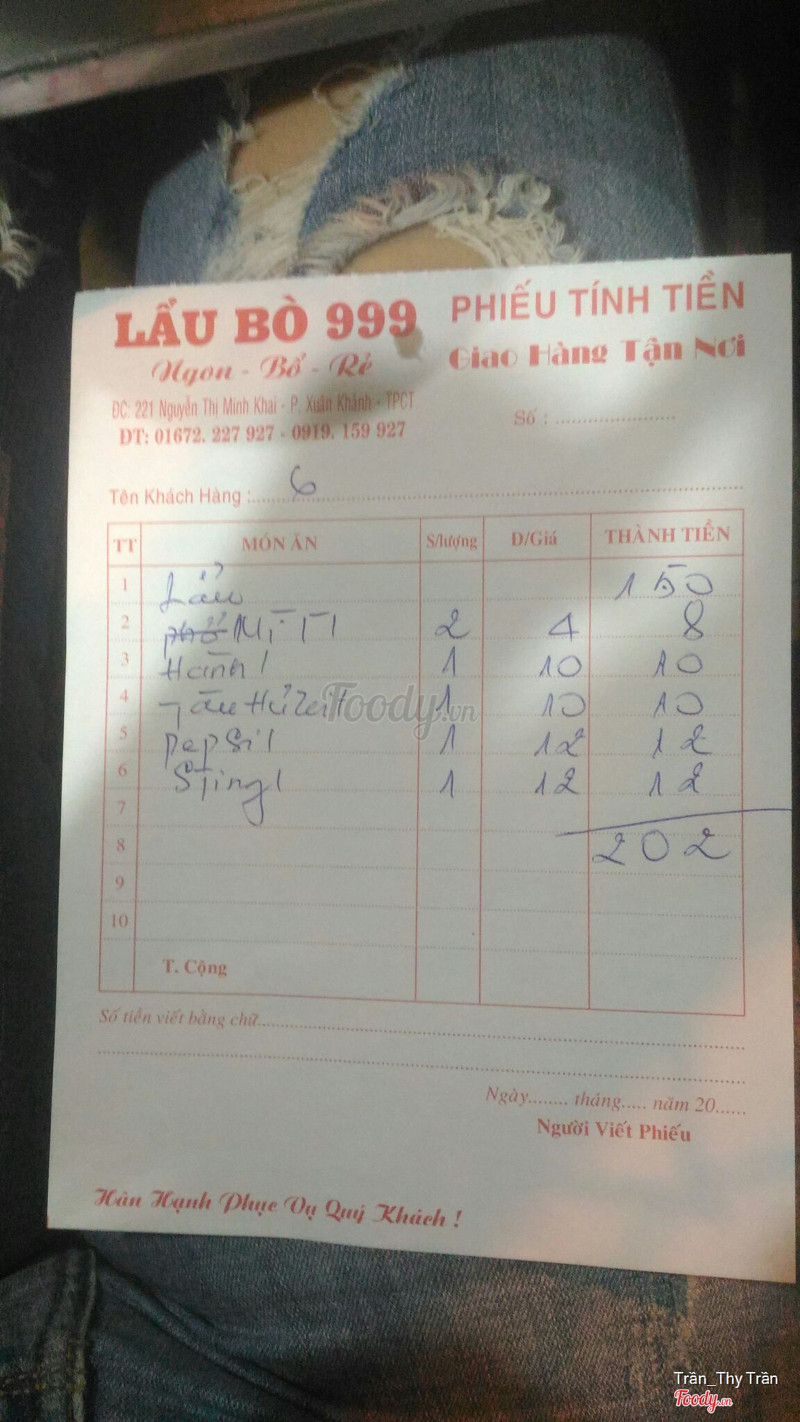 LẨU BÒ 999
PHIẾU TÍNH TIỀN
Ngon - Bổ - Rẻ
Giao Hàng Tận Nơi
ĐC: 221 Nguyễn Thị Minh Khai - P. Xuân Khánh - TPCT
ĐT: 01672. 227 927 - 0919. 159 927
Số : ....................
Tên Khách Hàng :.....6.....
TT MÓN ĂN S/lượng Đ/Giá THÀNH TIỀN
1 Lẩu 150
2 Mì 2 4 8
3 1 10 10
4 1 10 10
5 pepsi 1 12 12
6 Sting 1 12 12
7
8 202
9
10
T. Cộng
Foody.vn
Số tiền viết bằng chữ....................
Ngày........ tháng..... năm 20......
Người Viết Phiếu
Hân Hạnh Phục Vụ Quý Khách !
Trần_Thy Trần
Foody.vn